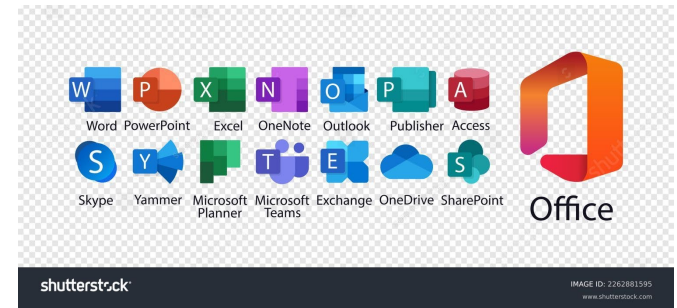 W P X N O P A
Word PowerPoint Excel OneNote Outlook Publisher Access
S Y T E S
Skype Yammer Microsoft Planner Microsoft Teams Exchange OneDrive SharePoint
Office
shutterstock
IMAGE ID: 2262881595
www.shutterstock.com